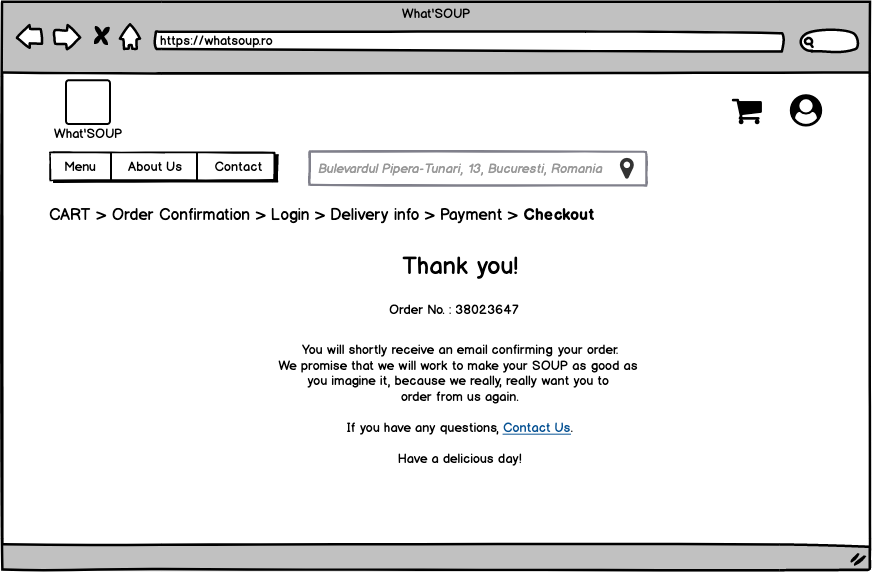 What'SOUP
https://whatsoup.ro
What'SOUP
Menu About Us Contact
Bulevardul Pipera-Tunari, 13, Bucuresti, Romania
CART > Order Confirmation > Login > Delivery info > Payment > Checkout
Thank you!
Order No. : 38023647
You will shortly receive an email confirming your order.
We promise that we will work to make your SOUP as good as
you imagine it, because we really, really want you to
order from us again.
If you have any questions, Contact Us.
Have a delicious day!